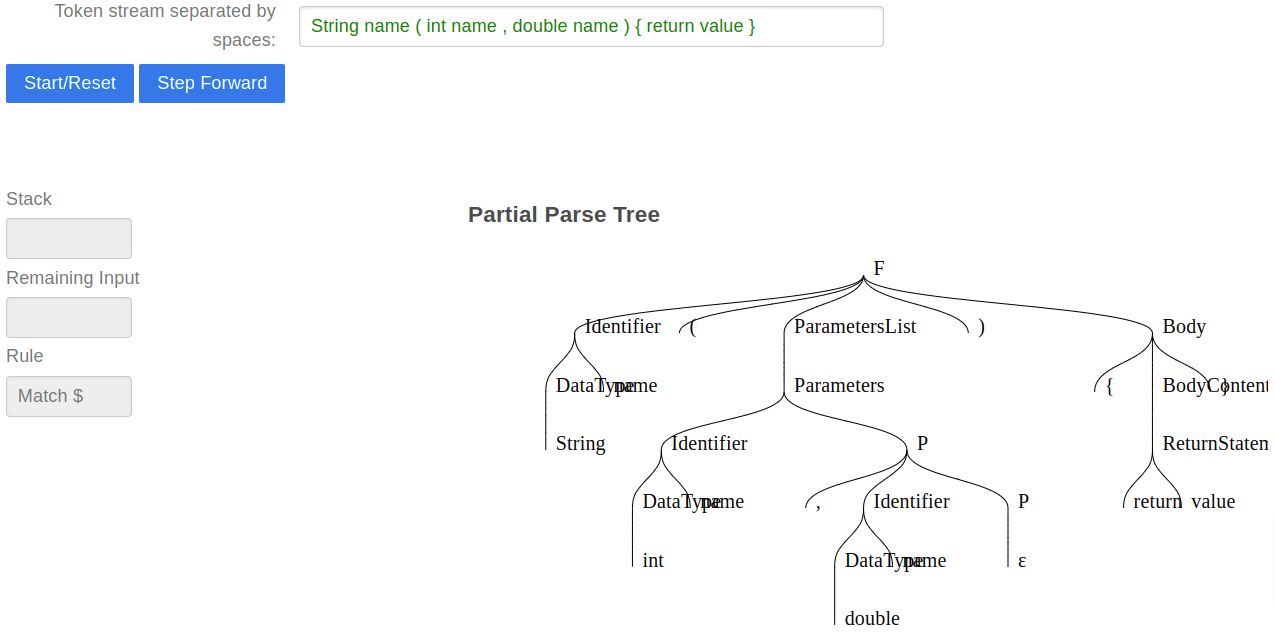 Token stream separated by
spaces:
String name ( int name , double name ) { return value }
Start/Reset Step Forward
Stack
Partial Parse Tree
Remaining Input
Rule
Match $
F
Identifier ( ParametersList ) Body
DataType name Parameters { BodyContent }
String Identifier P ReturnStatem
DataType name , Identifier P return value
int DataType name ε
double